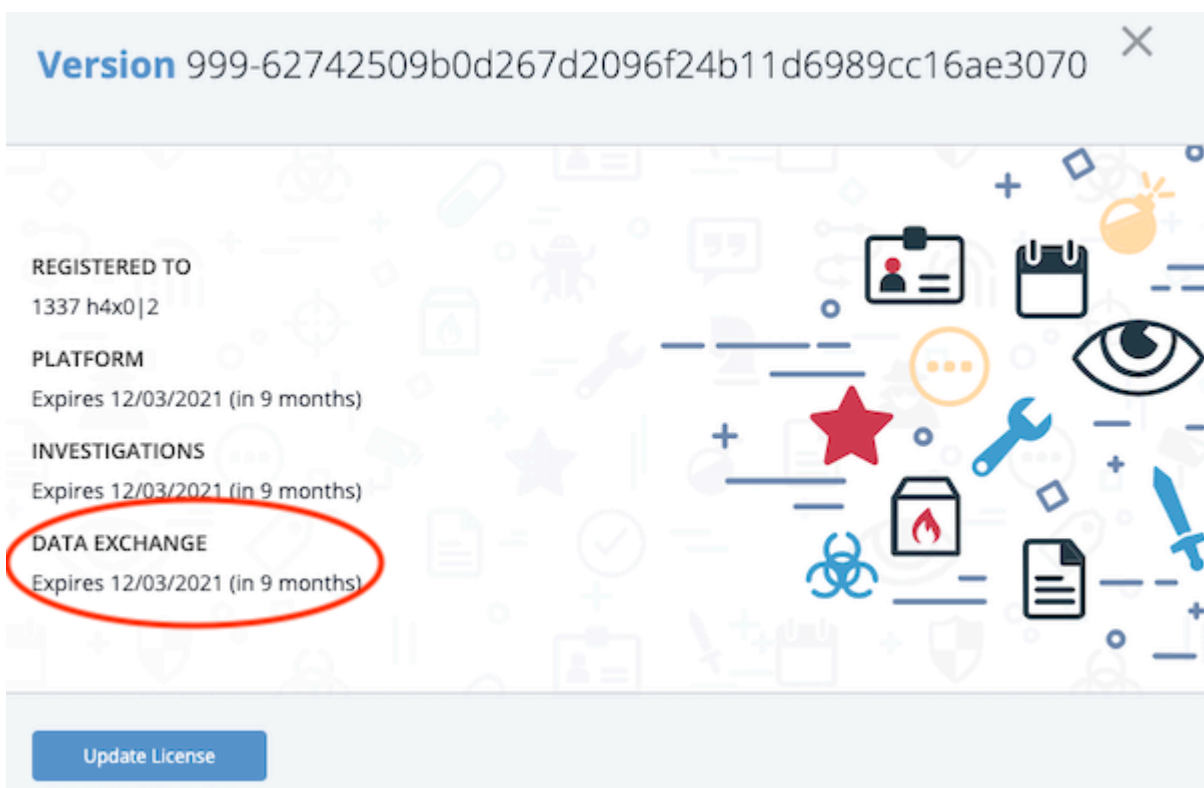 Version 999-62742509b0d267d2096f24b11d6989cc16ae3070
REGISTERED TO
1337 h4x0|2
PLATFORM
Expires 12/03/2021 (in 9 months)
INVESTIGATIONS
Expires 12/03/2021 (in 9 months)
DATA EXCHANGE
Expires 12/03/2021 (in 9 months)
Update License